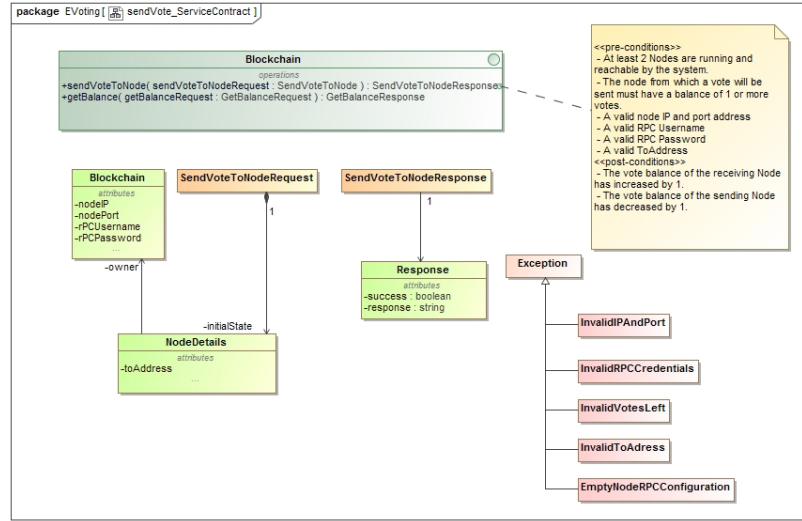 package EVoting [ sendVote_ServiceContract ]
Blockchain
operations
+sendVoteToNode( sendVoteToNodeRequest : SendVoteToNode ) : SendVoteToNodeResponse
+getBalance( getBalanceRequest : GetBalanceRequest ) : GetBalanceResponse
<<pre-conditions>>
- At least 2 Nodes are running and
reachable by the system.
- The node from which a vote will be
sent must have a balance of 1 or more
votes.
- A valid node IP and port address
- A valid RPC Username
- A valid RPC Password
- A valid ToAddress
<<post-conditions>>
- The vote balance of the receiving Node
has increased by 1.
- The vote balance of the sending Node
has decreased by 1.
Blockchain
attributes
-nodeIP
-nodePort
-rPCUsername
-rPCPassword
...
SendVoteToNodeRequest
1
SendVoteToNodeResponse
1
-owner
-initialState
NodeDetails
attributes
-toAddress
...
Response
attributes
-success : boolean
-response : string
Exception
InvalidIPAndPort
InvalidRPCCredentials
InvalidVotesLeft
InvalidToAdress
EmptyNodeRPCConfiguration